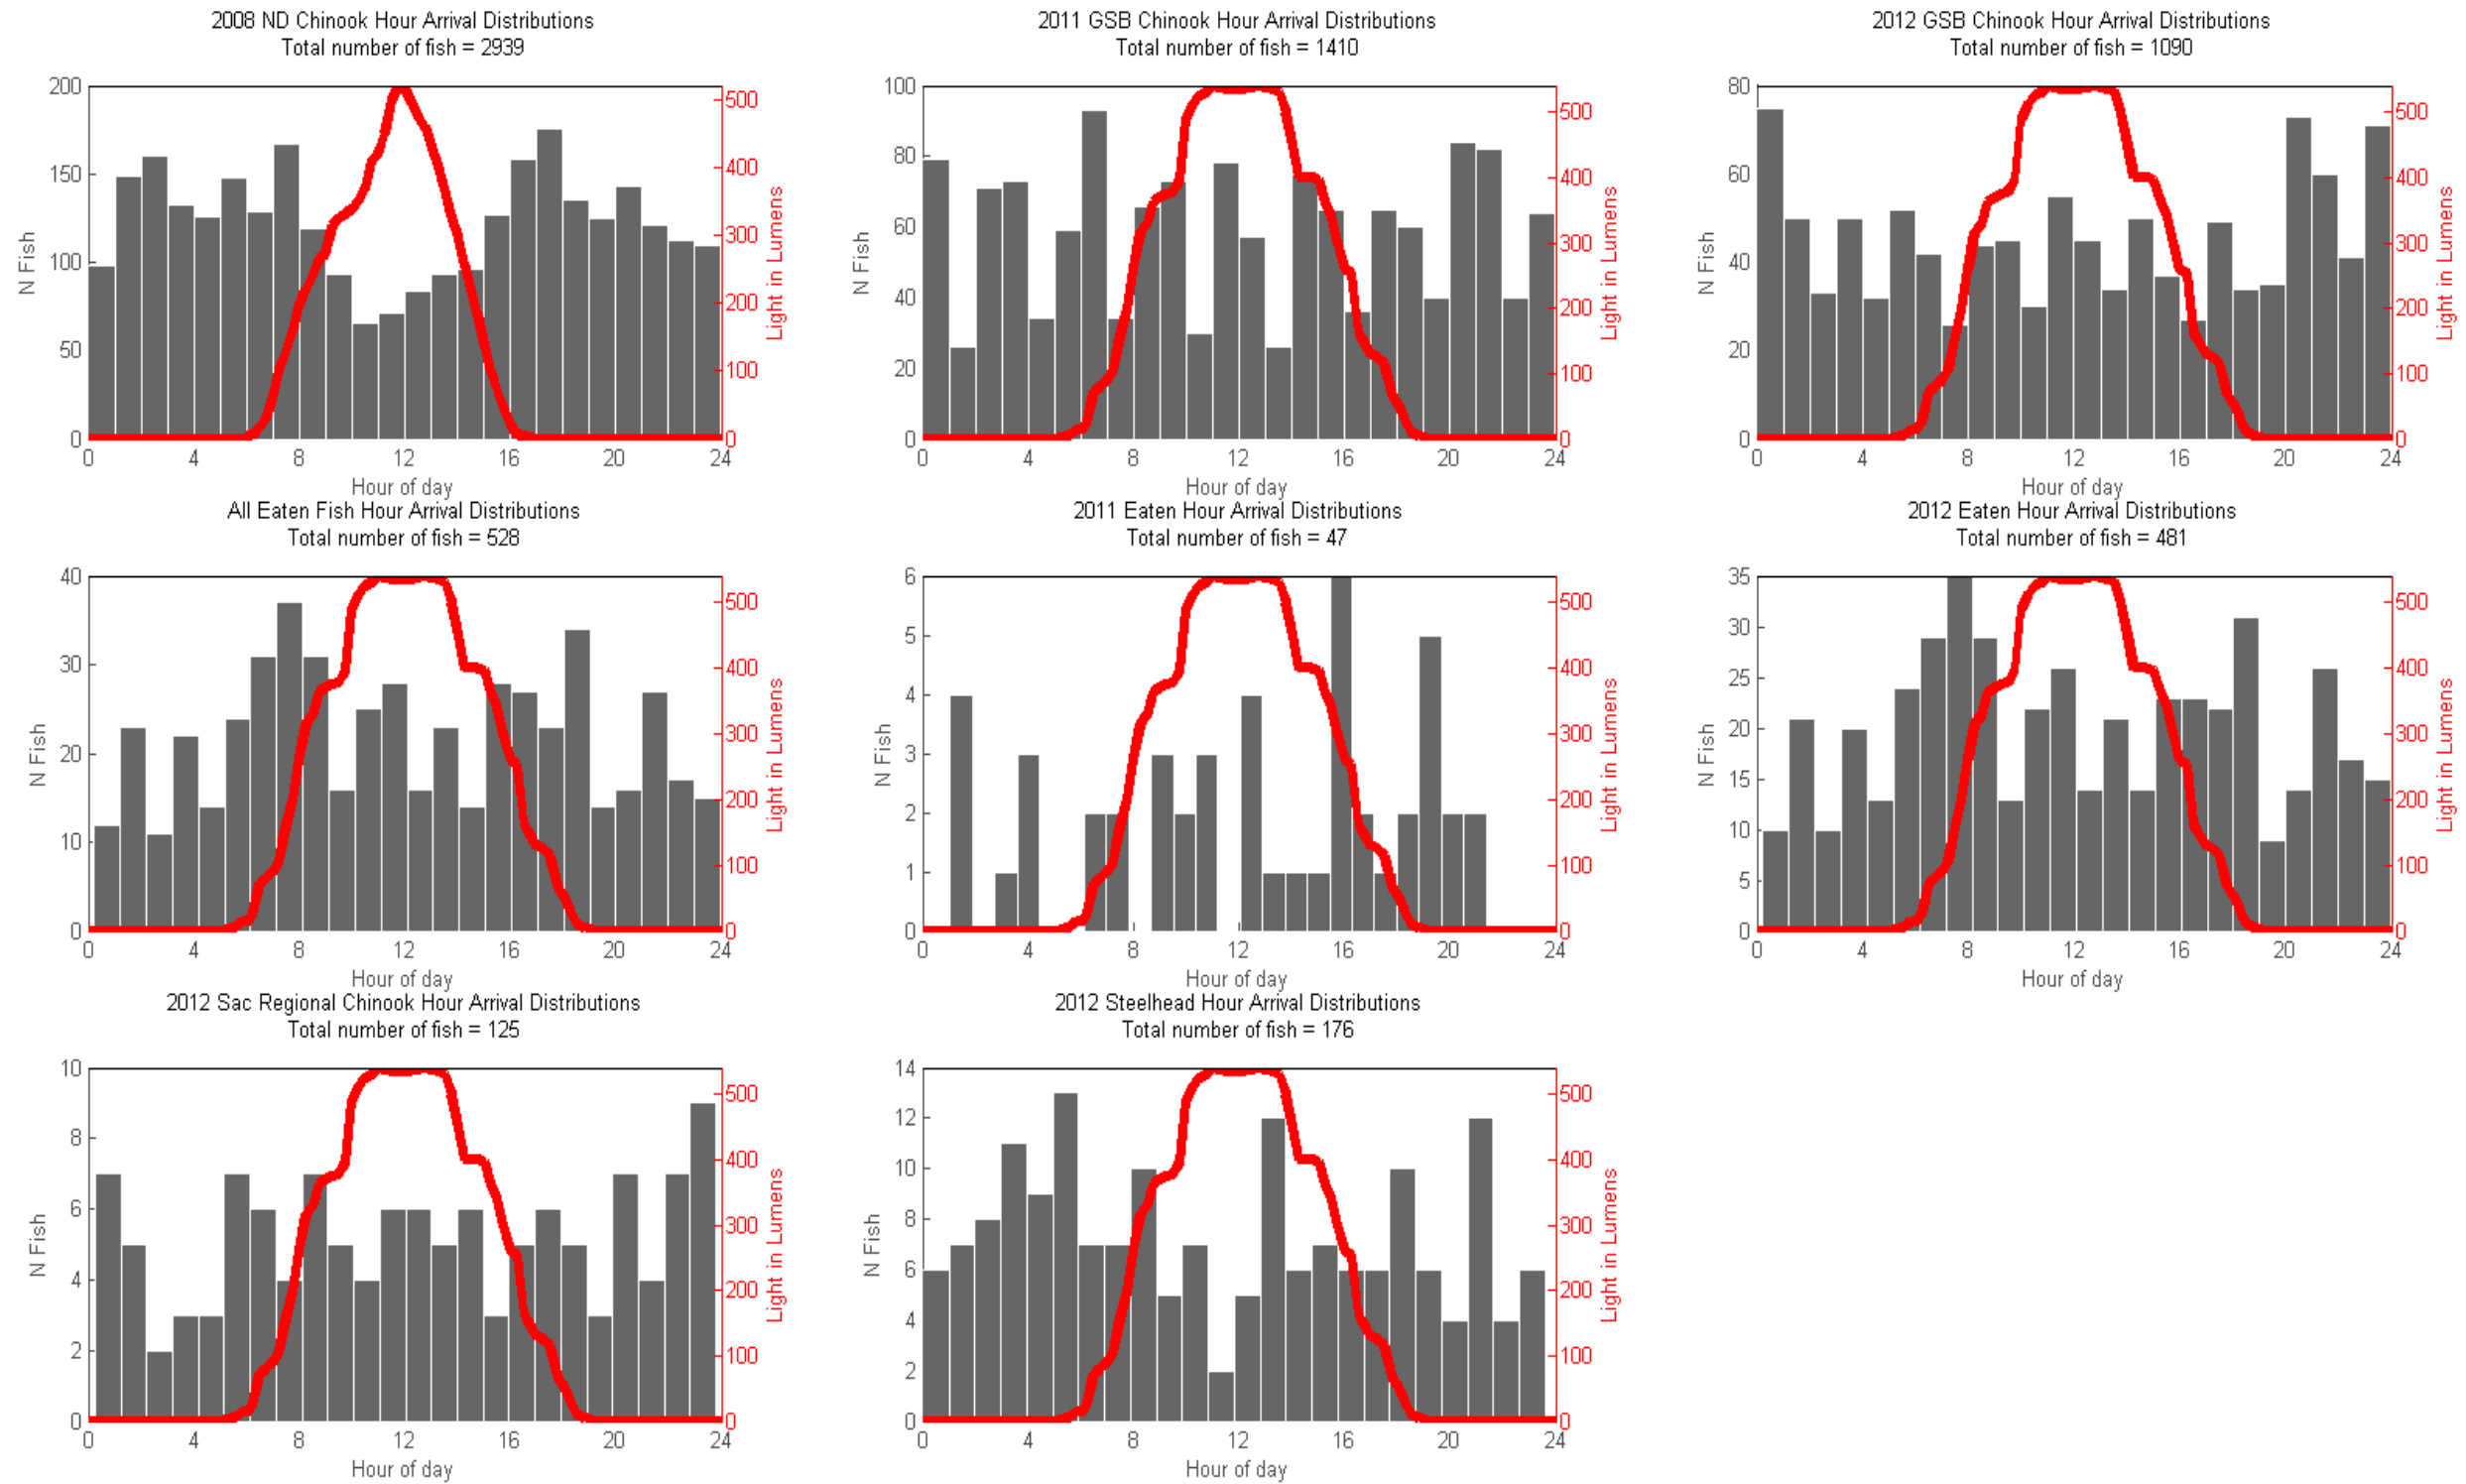 2008 ND Chinook Hour Arrival Distributions
Total number of fish = 2939
200
150
100
50
0
N Fish
0 4 8 12 16 20 24
Hour of day
500
400
300
200
100
0
Light in Lumens
2011 GSB Chinook Hour Arrival Distributions
Total number of fish = 1410
100
80
60
40
20
0
N Fish
0 4 8 12 16 20 24
Hour of day
500
400
300
200
100
0
Light in Lumens
2012 GSB Chinook Hour Arrival Distributions
Total number of fish = 1090
80
60
40
20
0
N Fish
0 4 8 12 16 20 24
Hour of day
500
400
300
200
100
0
Light in Lumens
All Eaten Fish Hour Arrival Distributions
Total number of fish = 528
40
30
20
10
0
N Fish
0 4 8 12 16 20 24
Hour of day
500
400
300
200
100
0
Light in Lumens
2011 Eaten Hour Arrival Distributions
Total number of fish = 47
6
5
4
3
2
1
0
N Fish
0 4 8 12 16 20 24
Hour of day
500
400
300
200
100
0
Light in Lumens
2012 Eaten Hour Arrival Distributions
Total number of fish = 481
35
30
25
20
15
10
5
0
N Fish
0 4 8 12 16 20 24
Hour of day
500
400
300
200
100
0
Light in Lumens
2012 Sac Regional Chinook Hour Arrival Distributions
Total number of fish = 125
10
8
6
4
2
0
N Fish
0 4 8 12 16 20 24
Hour of day
500
400
300
200
100
0
Light in Lumens
2012 Steelhead Hour Arrival Distributions
Total number of fish = 176
14
12
10
8
6
4
2
0
N Fish
0 4 8 12 16 20 24
Hour of day
500
400
300
200
100
0
Light in Lumens